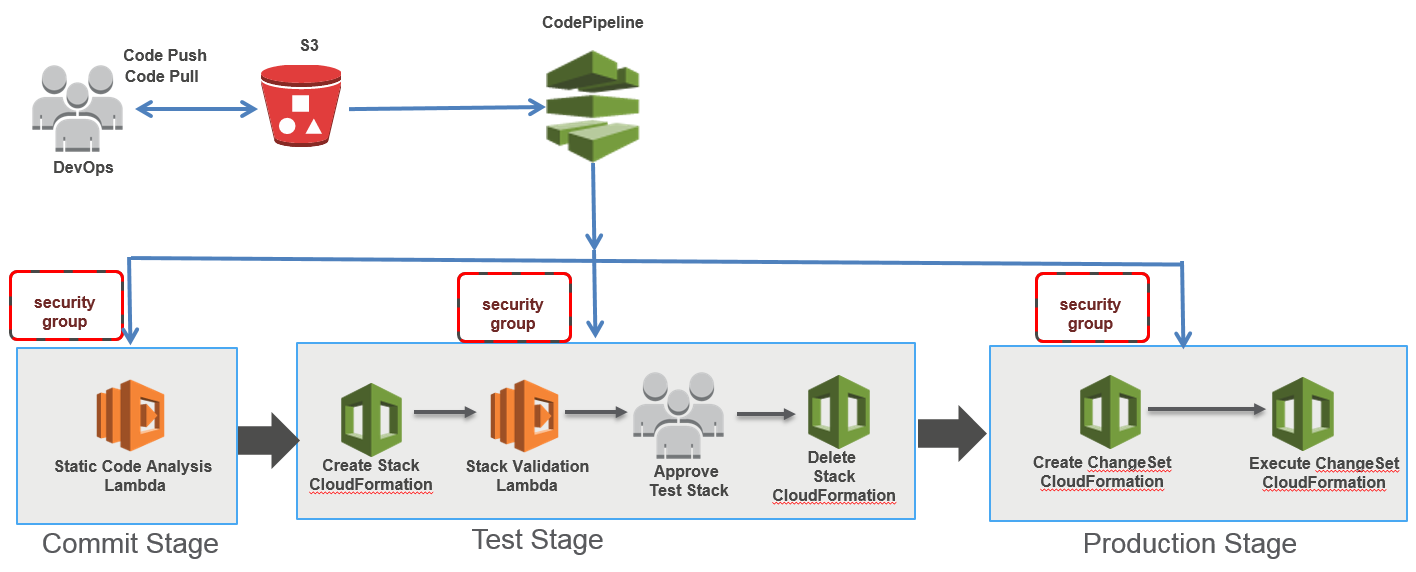 CodePipeline
S3
Code Push
Code Pull
DevOps
security
group
security
group
security
group
Static Code Analysis
Lambda
Commit Stage
Create Stack
CloudFormation
Stack Validation
Lambda
Approve
Test Stack
Delete
Stack
CloudFormation
Test Stage
Create ChangeSet
CloudFormation
Execute ChangeSet
CloudFormation
Production Stage